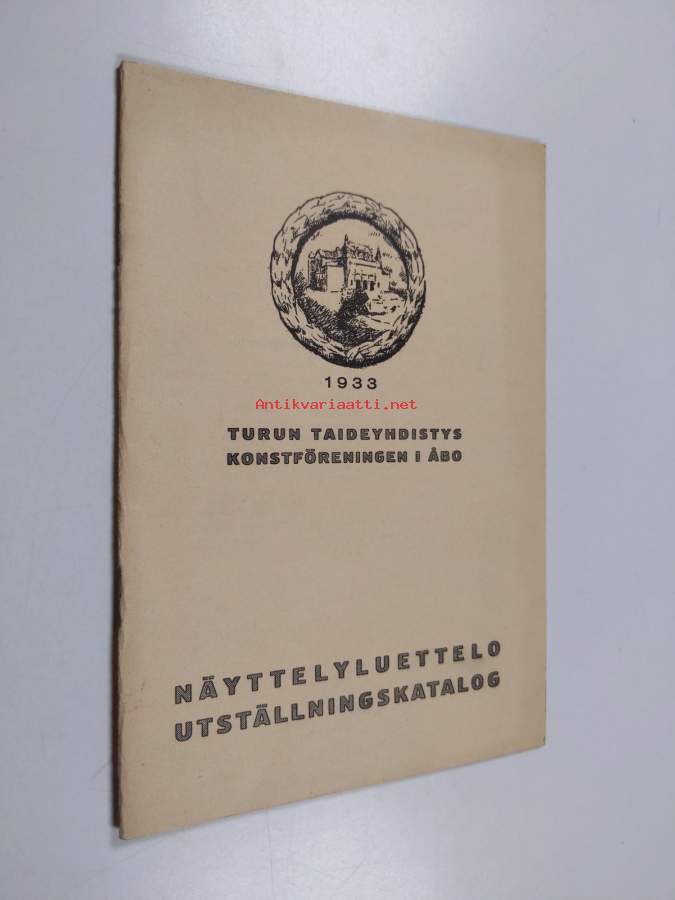 1933
Antikvariaatti.net
TURUN TAIDEYHDISTYS
KONSTFÖRENINGEN I ÅBO
NÄYTTELYLUETTELO
UTSTÄLLNINGSKATALOG